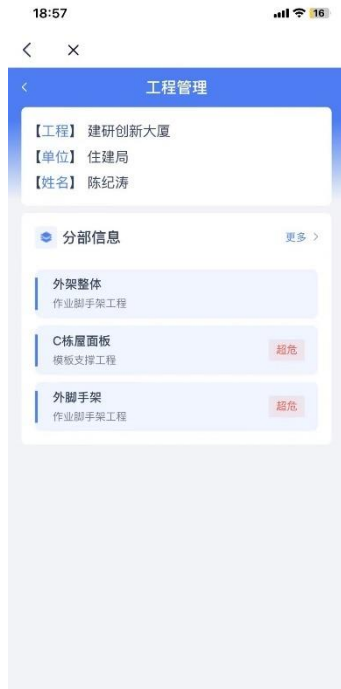 18:57
16
工程管理
【工程】 建研创新大厦
【单位】 住建局
【姓名】 陈纪涛
分部信息
更多
外架整体
作业脚手架工程
C栋屋面板
模板支撑工程
超危
外脚手架
作业脚手架工程
超危